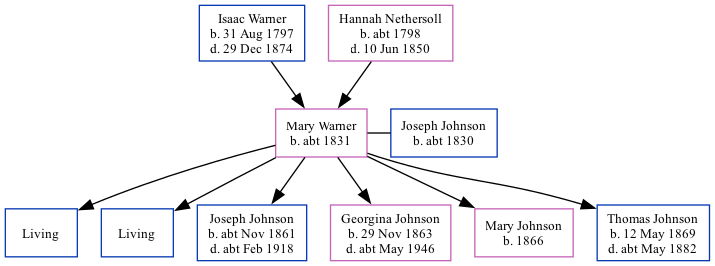 Isaac Warner
b. 31 Aug 1797
d. 29 Dec 1874
Hannah Nethersoll
b. abt 1798
d. 10 Jun 1850
Mary Warner
b. abt 1831
Joseph Johnson
b. abt 1830
Living
Living
Joseph Johnson
b. abt Nov 1861
d. abt Feb 1918
Georgina Johnson
b. 29 Nov 1863
d. abt May 1946
Mary Johnson
b. 1866
Thomas Johnson
b. 12 May 1869
d. abt May 1882